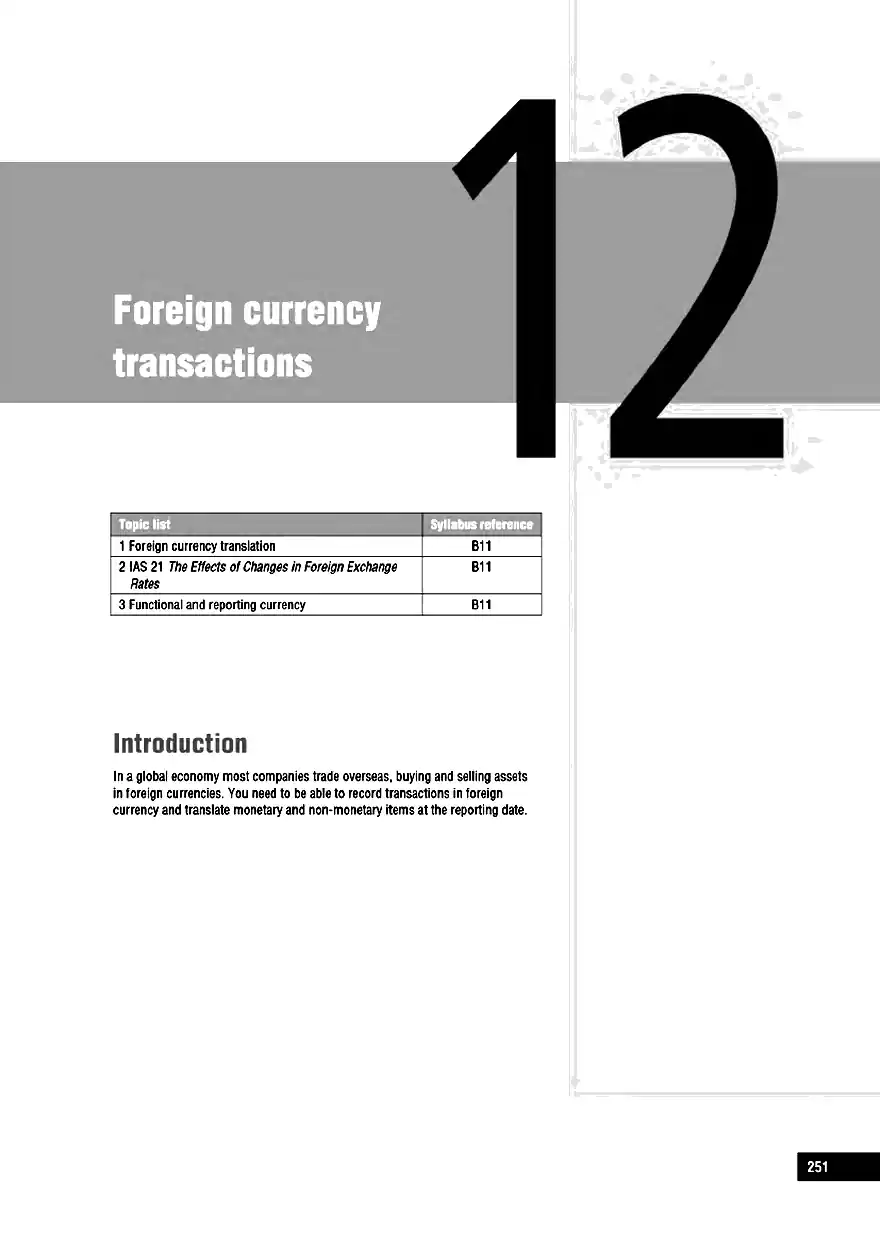 12
Foreign currency
transactions
Topic list Syllabus reference
1 Foreign currency translation B11
2 IAS 21 The Effects of Changes in Foreign Exchange B11
Rates
3 Functional and reporting currency B11
Introduction
In a global economy most companies trade overseas, buying and selling assets
in foreign currencies. You need to be able to record transactions in foreign
currency and translate monetary and non-monetary items at the reporting date.
251